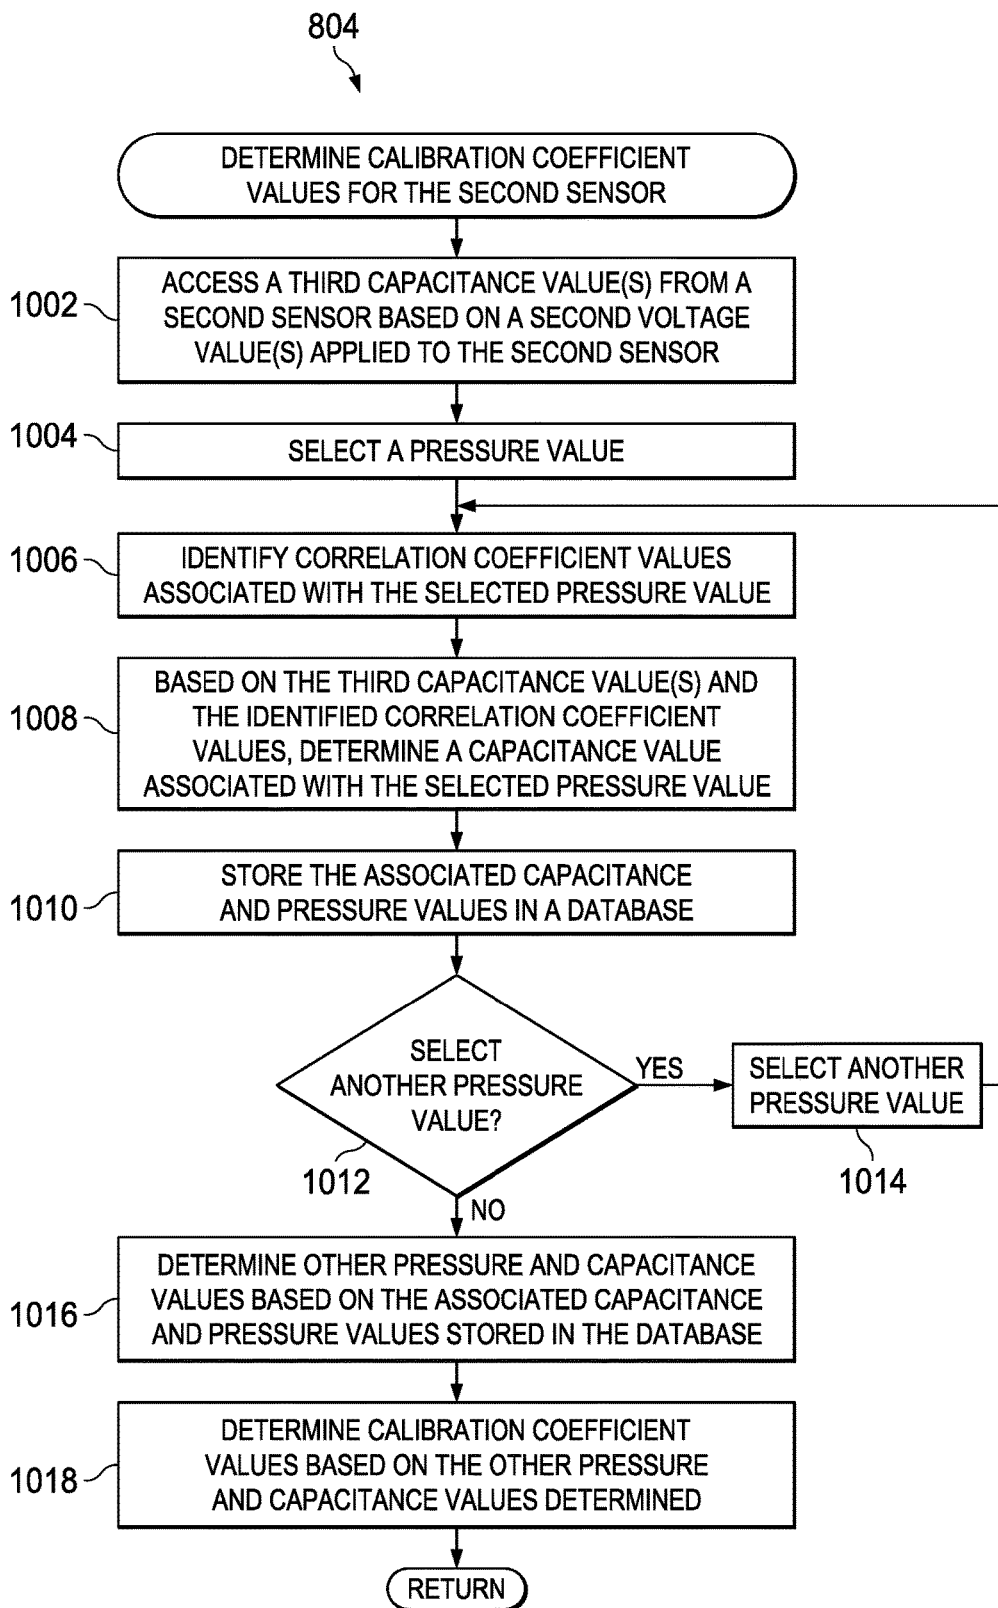 804
DETERMINE CALIBRATION COEFFICIENT
VALUES FOR THE SECOND SENSOR
1002
ACCESS A THIRD CAPACITANCE VALUE(S) FROM A
SECOND SENSOR BASED ON A SECOND VOLTAGE
VALUE(S) APPLIED TO THE SECOND SENSOR
1004
SELECT A PRESSURE VALUE
1006
IDENTIFY CORRELATION COEFFICIENT VALUES
ASSOCIATED WITH THE SELECTED PRESSURE VALUE
1008
BASED ON THE THIRD CAPACITANCE VALUE(S) AND
THE IDENTIFIED CORRELATION COEFFICIENT
VALUES, DETERMINE A CAPACITANCE VALUE
ASSOCIATED WITH THE SELECTED PRESSURE VALUE
1010
STORE THE ASSOCIATED CAPACITANCE
AND PRESSURE VALUES IN A DATABASE
SELECT
ANOTHER PRESSURE
VALUE?
1012
YES
SELECT ANOTHER
PRESSURE VALUE
1014
NO
1016
DETERMINE OTHER PRESSURE AND CAPACITANCE
VALUES BASED ON THE ASSOCIATED CAPACITANCE
AND PRESSURE VALUES STORED IN THE DATABASE
1018
DETERMINE CALIBRATION COEFFICIENT
VALUES BASED ON THE OTHER PRESSURE
AND CAPACITANCE VALUES DETERMINED
RETURN